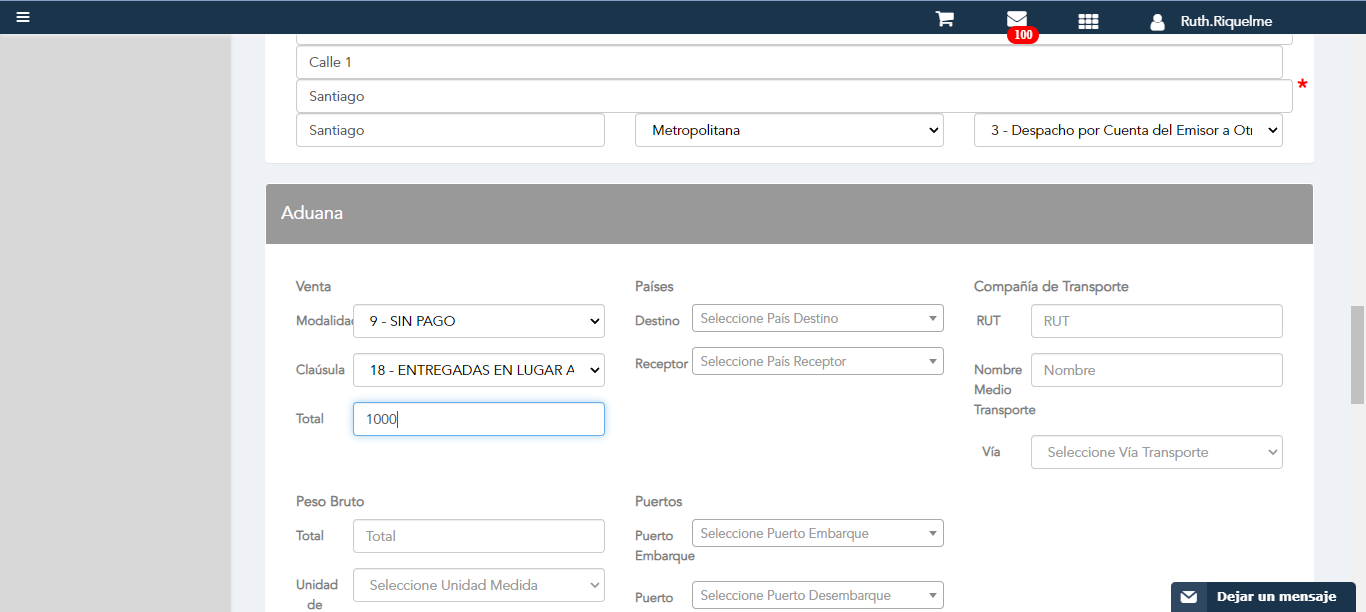 Ruth.Riquelme
100
Calle 1
Santiago
*
Santiago
Metropolitana
3 - Despacho por Cuenta del Emisor a Otr
Aduana
Venta
Países
Compañía de Transporte
Modalidad
9 - SIN PAGO
Destino
Seleccione País Destino
RUT
RUT
Claúsula
18 - ENTREGADAS EN LUGAR A
Receptor
Seleccione País Receptor
Nombre
Medio
Transporte
Nombre
Total
1000
Vía
Seleccione Vía Transporte
Peso Bruto
Puertos
Total
Total
Puerto
Embarque
Seleccione Puerto Embarque
Unidad
de
Seleccione Unidad Medida
Puerto
Seleccione Puerto Desembarque
Dejar un mensaje